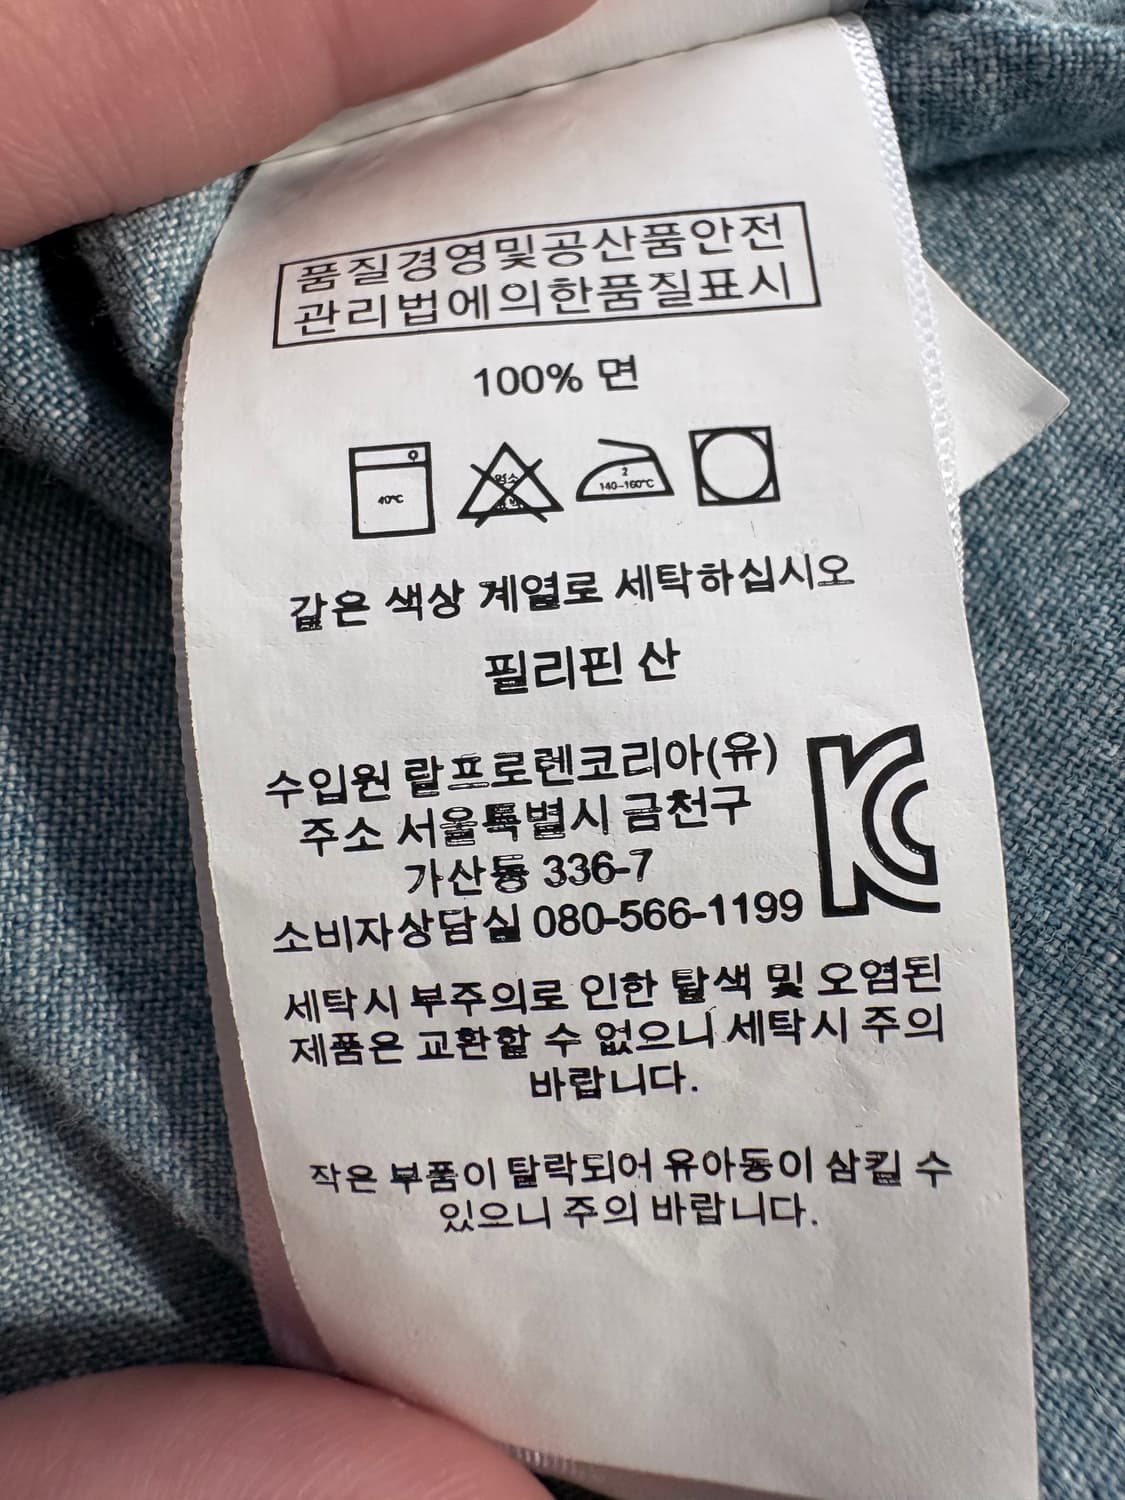 품질경영및공산품안전
관리법에의한품질표시
100% 면
40℃
염소
표백
2
140~160℃
같은 색상 계열로 세탁하십시오
필리핀 산
수입원 랄프로렌코리아(유)
주소 서울특별시 금천구
가산동 336-7
소비자상담실 080-566-1199
세탁시 부주의로 인한 탈색 및 오염된
제품은 교환할 수 없으니 세탁시 주의
바랍니다.
작은 부품이 탈락되어 유아동이 삼킬 수
있으니 주의 바랍니다.